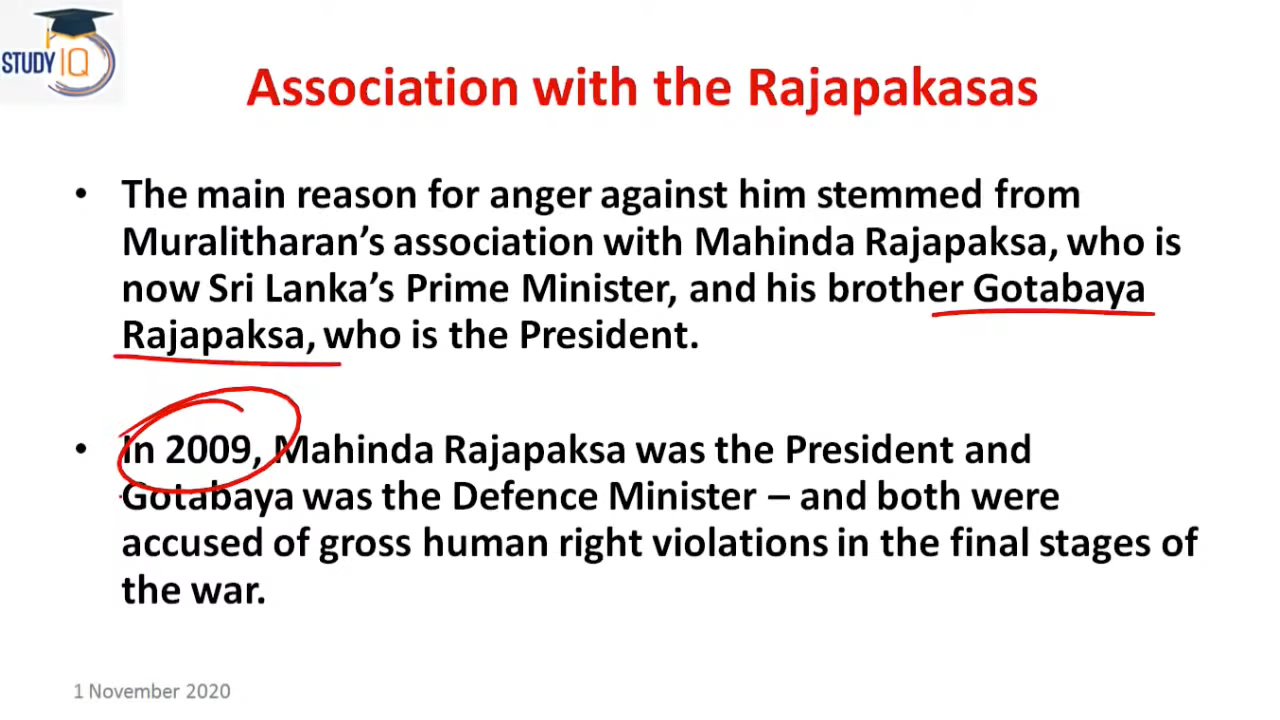 STUDY IQ
Association with the Rajapakasas
• The main reason for anger against him stemmed from
Muralitharan’s association with Mahinda Rajapaksa, who is
now Sri Lanka’s Prime Minister, and his brother Gotabaya
Rajapaksa, who is the President.
• In 2009, Mahinda Rajapaksa was the President and
Gotabaya was the Defence Minister – and both were
accused of gross human right violations in the final stages of
the war.
1 November 2020